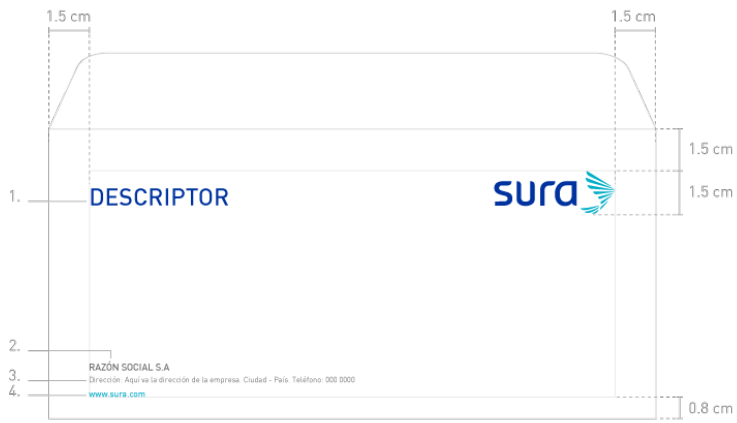 1.5 cm 1.5 cm
1.5 cm
1.5 cm
1. DESCRIPTOR sura
2.
RAZÓN SOCIAL S.A
3. Dirección: Aquí va la dirección de la empresa. Ciudad - País. Teléfono: 000 0000
4. www.sura.com
0.8 cm